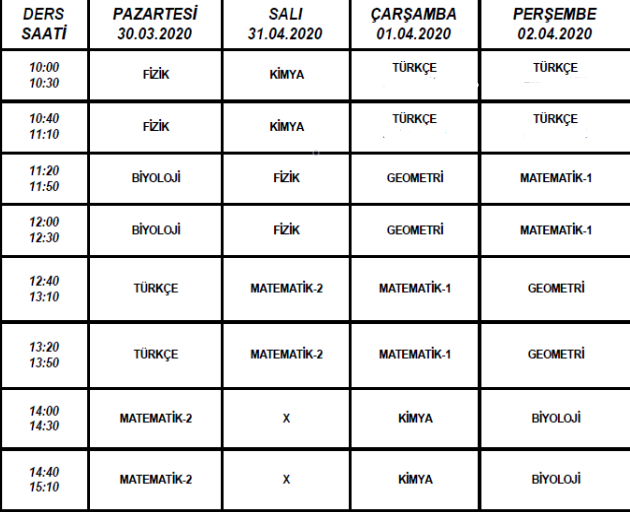 DERS SAATİ PAZARTESİ 30.03.2020 SALI 31.04.2020 ÇARŞAMBA 01.04.2020 PERŞEMBE 02.04.2020
10:00 10:30 FİZİK KİMYA TÜRKÇE TÜRKÇE
10:40 11:10 FİZİK KİMYA TÜRKÇE TÜRKÇE
11:20 11:50 BİYOLOJİ FİZİK GEOMETRİ MATEMATİK-1
12:00 12:30 BİYOLOJİ FİZİK GEOMETRİ MATEMATİK-1
12:40 13:10 TÜRKÇE MATEMATİK-2 MATEMATİK-1 GEOMETRİ
13:20 13:50 TÜRKÇE MATEMATİK-2 MATEMATİK-1 GEOMETRİ
14:00 14:30 MATEMATİK-2 X KİMYA BİYOLOJİ
14:40 15:10 MATEMATİK-2 X KİMYA BİYOLOJİ